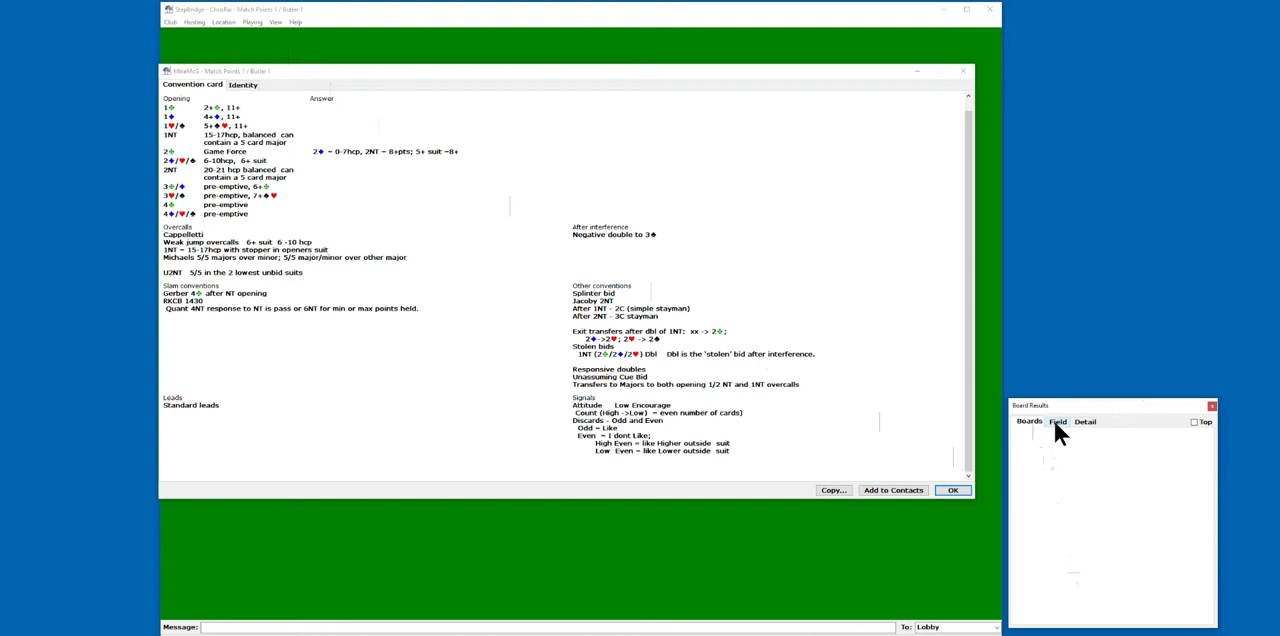 StepBridge - ChrisRai - Match Points 1 / Butler 1
Club Hosting Location Playing View Help
MikeMcG - Match Points 1 / Butler 1
Convention card Identity
Opening Answer
1♣ 2+♣, 11+
1♦ 4+♦, 11+
1♥/♠ 5+♠♥, 11+
1NT 15-17hcp, balanced can
contain a 5 card major
2♣ Game Force 2♦ - 0-7hcp, 2NT - 8+pts; 5+ suit -8+
2♦/♥/♠ 6-10hcp, 6+ suit
2NT 20-21 hcp balanced can
contain a 5 card major
3♣/♦ pre-emptive, 6+♣
3♥/♠ pre-emptive, 7+♠♥
4♣ pre-emptive
4♦/♥/♠ pre-emptive
Overcalls
Cappelletti
Weak jump overcalls 6+ suit 6 -10 hcp
1NT - 15-17hcp with stopper in openers suit
Michaels 5/5 majors over minor; 5/5 major/minor over other major
U2NT 5/5 in the 2 lowest unbid suits
After interference
Negative double to 3♠
Slam conventions
Gerber 4♣ after NT opening
RKCB 1430
Quant 4NT response to NT is pass or 6NT for min or max points held.
Other conventions
Splinter bid
Jacoby 2NT
After 1NT - 2C (simple stayman)
After 2NT - 3C stayman
Exit transfers after dbl of 1NT: xx -> 2♣;
2♦->2♥; 2♥ -> 2♠
Stolen bids
1NT (2♣/2♦/2♥) Dbl Dbl is the 'stolen' bid after interference.
Responsive doubles
Unassuming Cue Bid
Transfers to Majors to both opening 1/2 NT and 1NT overcalls
Leads
Standard leads
Signals
Attitude Low Encourage
Count (High ->Low) - even number of cards)
Discards - Odd and Even
Odd - Like
Even = I dont Like;
High Even = like Higher outside suit
Low Even - like Lower outside suit
Copy... Add to Contacts OK
Board Results
Boards Field Detail Top
Message: To: Lobby